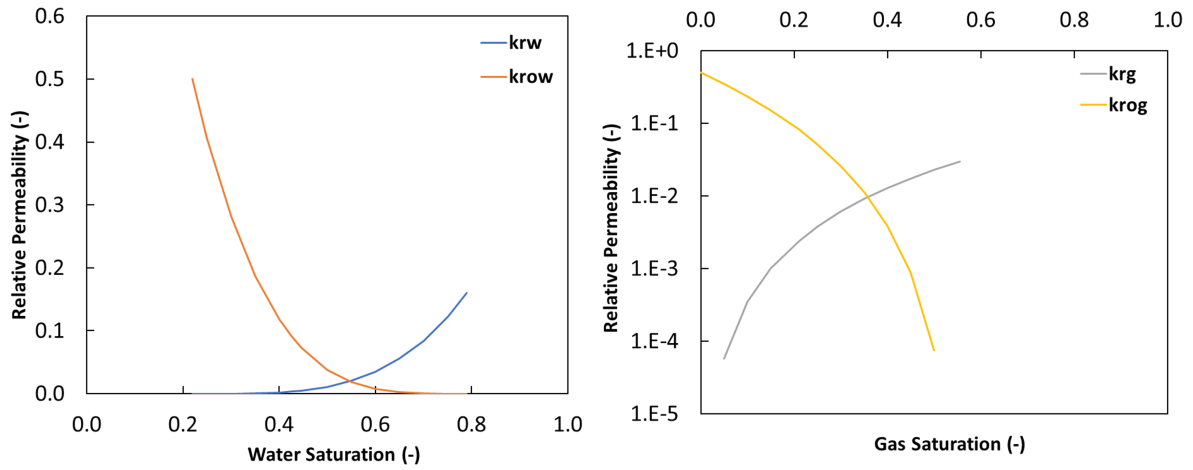 0.6
0.5
0.4
0.3
0.2
0.1
0.0
Relative Permeability (-)
krw
krow
0.0 0.2 0.4 0.6 0.8 1.0
Water Saturation (-)
0.0 0.2 0.4 0.6 0.8 1.0
1.E+0
1.E-1
1.E-2
1.E-3
1.E-4
1.E-5
Relative Permeability (-)
krg
krog
Gas Saturation (-)